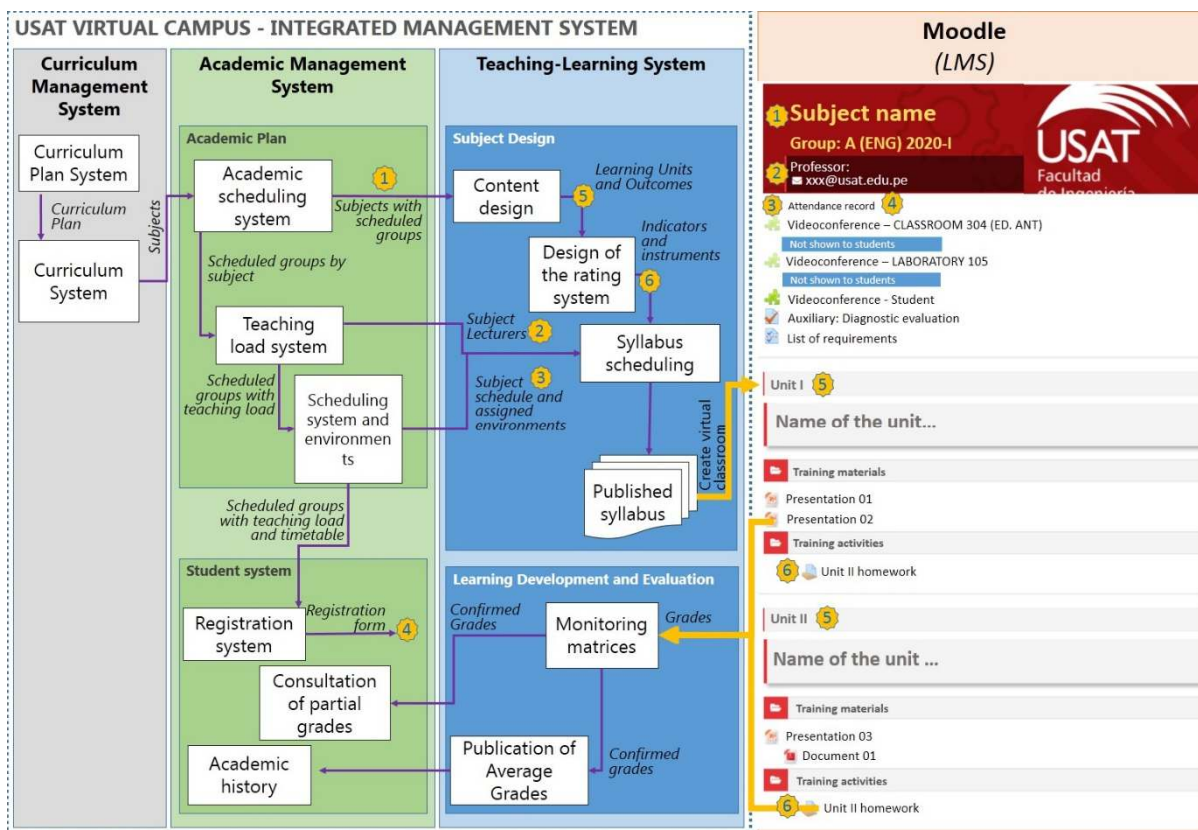 USAT VIRTUAL CAMPUS - INTEGRATED MANAGEMENT SYSTEM
Curriculum
Management
System
Curriculum
Plan System
Curriculum
Plan
Curriculum
System
Subjects
Academic Management
System
Academic Plan
Academic
scheduling
system
1
Subjects with
scheduled
groups
Scheduled groups by
subject
Teaching
load system
Scheduled
groups with
teaching load
Scheduling
system and
environmen
ts
Subject
Lecturers
2
Subject
schedule and
assigned
environments
3
Scheduled groups
with teaching load
and timetable
Student system
Registration
system
Registration
form
4
Consultation
of partial
grades
Academic
history
Teaching-Learning System
Subject Design
Content
design
Learning Units
and Outcomes
5
Design of
the rating
system
Indicators
and
instruments
6
Syllabus
scheduling
Published
syllabus
Create virtual
classroom
Learning Development and Evaluation
Confirmed
Grades
Monitoring
matrices
Grades
Publication of
Average
Grades
Confirmed
grades
Moodle
(LMS)
1 Subject name
Group: A (ENG) 2020-I
2 Professor:
xxx@usat.edu.pe
USAT
Facultad
de Ingeniería
3 Attendance record 4
Videoconference – CLASSROOM 304 (ED. ANT)
Not shown to students
Videoconference – LABORATORY 105
Not shown to students
Videoconference - Student
Auxiliary: Diagnostic evaluation
List of requirements
Unit I 5
Name of the unit...
Training materials
Presentation 01
Presentation 02
Training activities
6 Unit II homework
Unit II 5
Name of the unit ...
Training materials
Presentation 03
Document 01
Training activities
6 Unit II homework